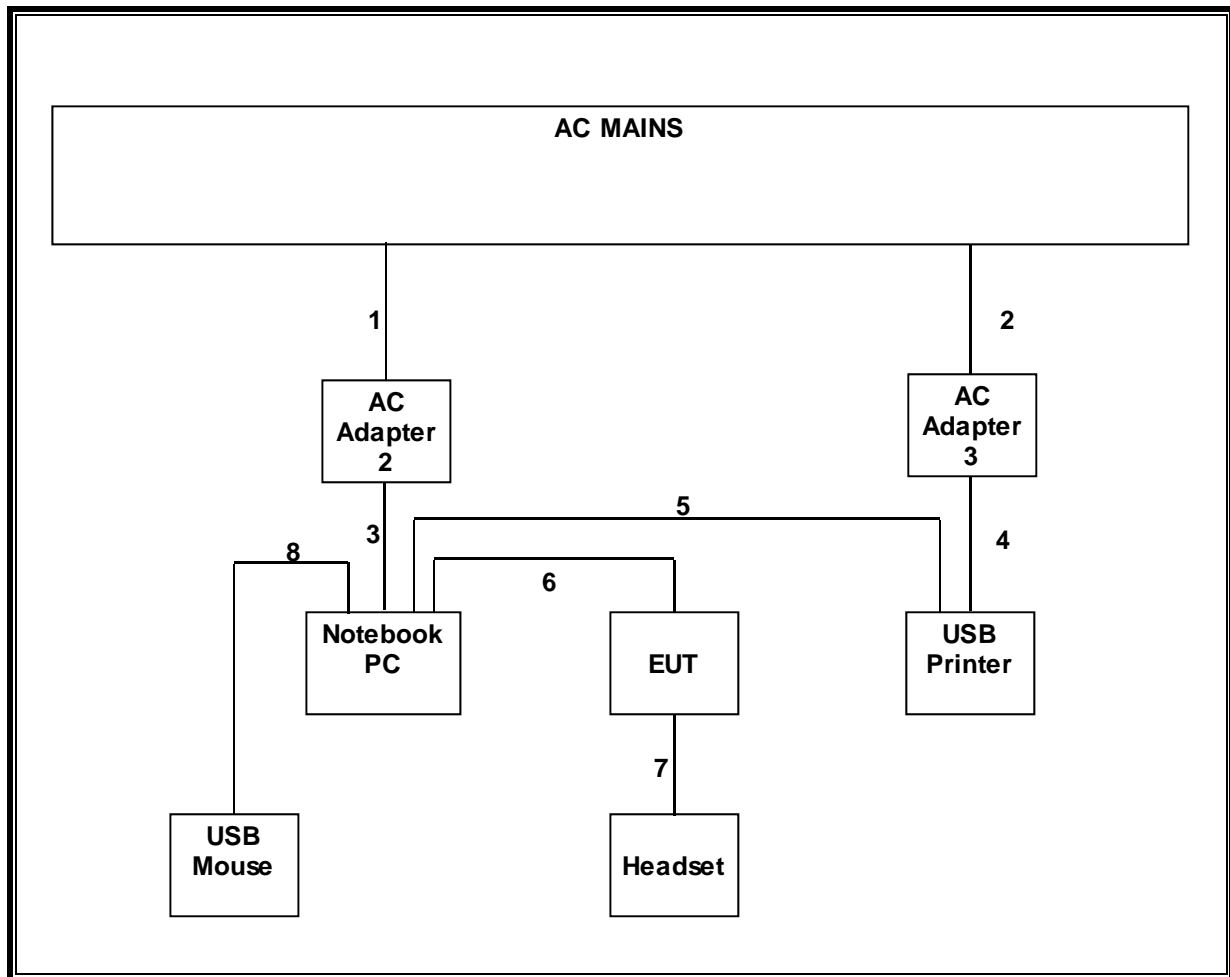 AC MAINS
1
2
AC
Adapter
2
AC
Adapter
3
5
3
4
8
6
Notebook
PC
EUT
USB
Printer
7
USB
Mouse
Headset